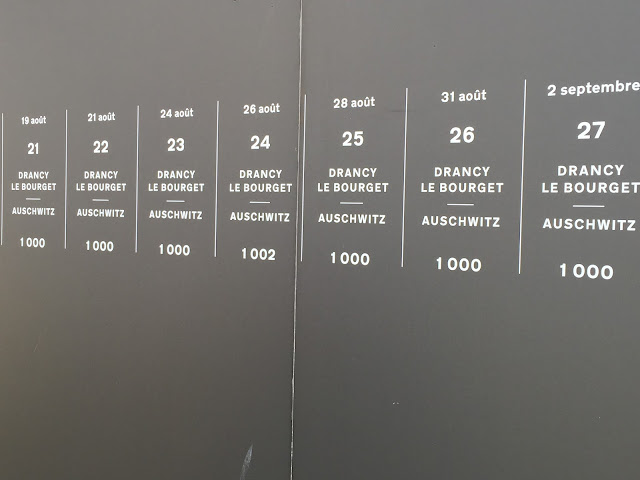 19 août
21
DRANCY
LE BOURGET
AUSCHWITZ
1 000
21 août
22
DRANCY
LE BOURGET
AUSCHWITZ
1 000
24 août
23
DRANCY
LE BOURGET
AUSCHWITZ
1 000
26 août
24
DRANCY
LE BOURGET
AUSCHWITZ
1 002
28 août
25
DRANCY
LE BOURGET
AUSCHWITZ
1 000
31 août
26
DRANCY
LE BOURGET
AUSCHWITZ
1 000
2 septembre
27
DRANCY
LE BOURGET
AUSCHWITZ
1 000